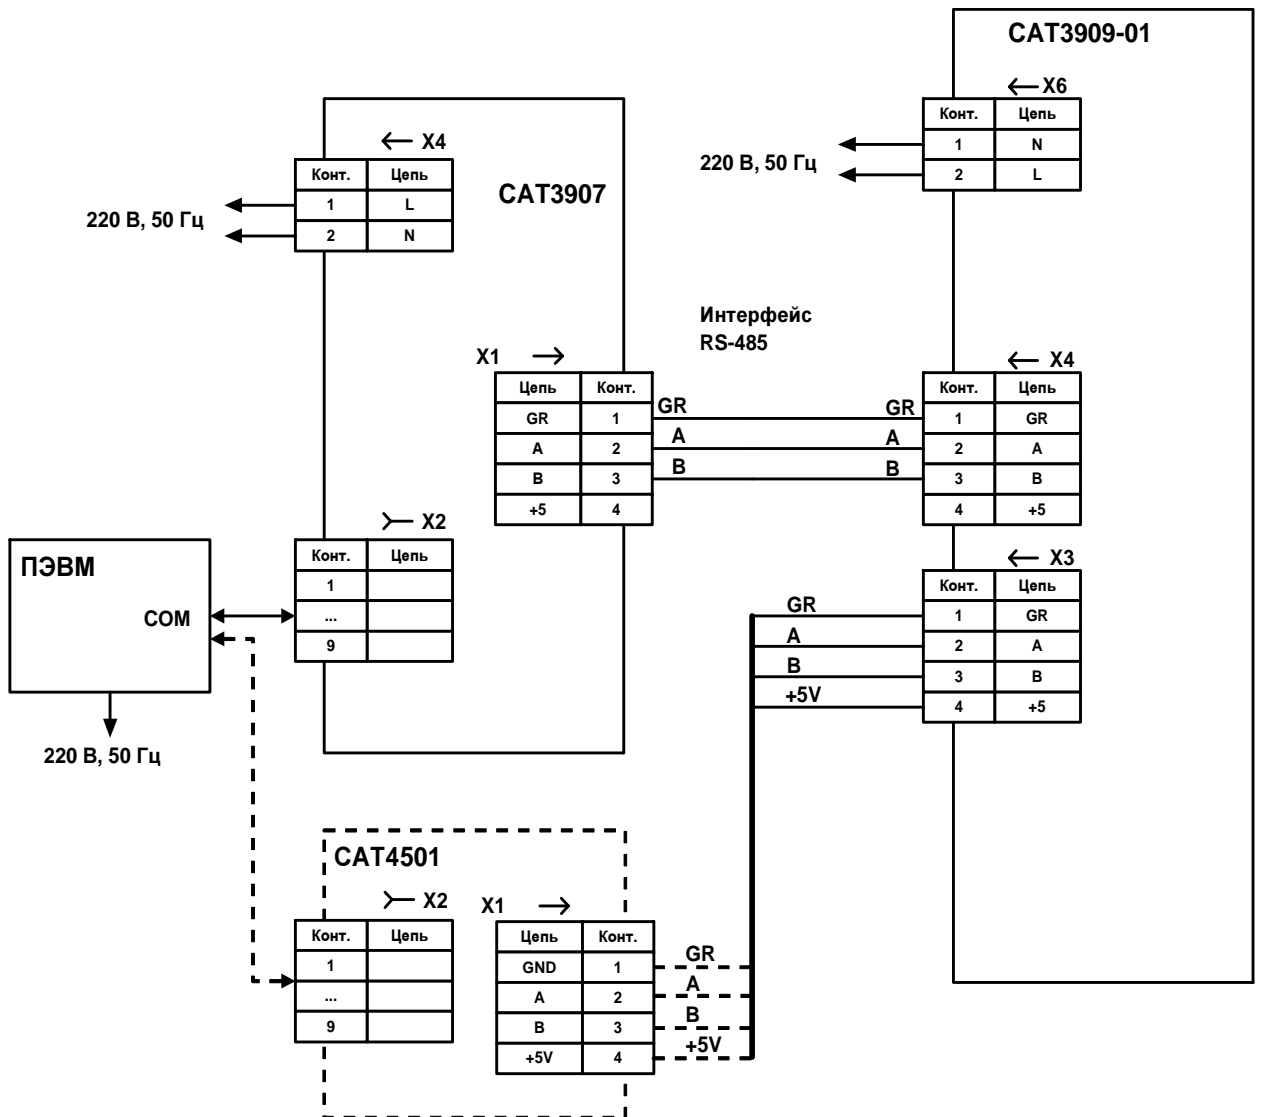 САТ3909-01
X6
Конт. Цепь
1 N
2 L
220 В, 50 Гц
X4
Конт. Цепь
1 L
2 N
220 В, 50 Гц
САТ3907
Интерфейс
RS-485
X1
Цепь Конт.
GR 1
A 2
B 3
+5 4
GR GR
A A
B B
X4
Конт. Цепь
1 GR
2 A
3 B
4 +5
X2
Конт. Цепь
1
...
9
ПЭВМ
COM
220 В, 50 Гц
X3
Конт. Цепь
1 GR
2 A
3 B
4 +5
GR
A
B
+5V
САТ4501
X2
Конт. Цепь
1
...
9
X1
Цепь Конт.
GND 1
A 2
B 3
+5V 4
GR
A
B
+5V